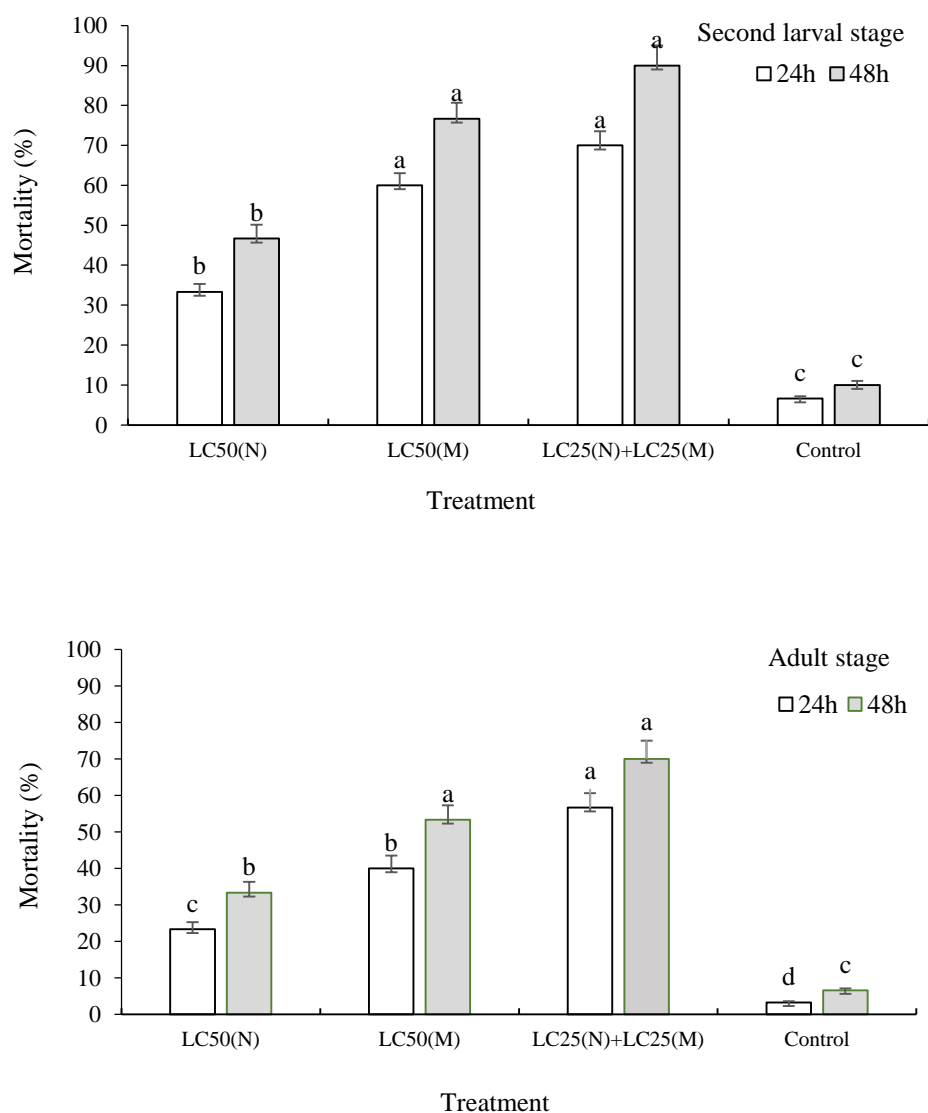 Second larval stage
24h 48h
Mortality (%)
100
90
80
70
60
50
40
30
20
10
0
b b a a a a c c
LC50(N) LC50(M) LC25(N)+LC25(M) Control
Treatment
Adult stage
24h 48h
Mortality (%)
100
90
80
70
60
50
40
30
20
10
0
c b b a a a d c
LC50(N) LC50(M) LC25(N)+LC25(M) Control
Treatment